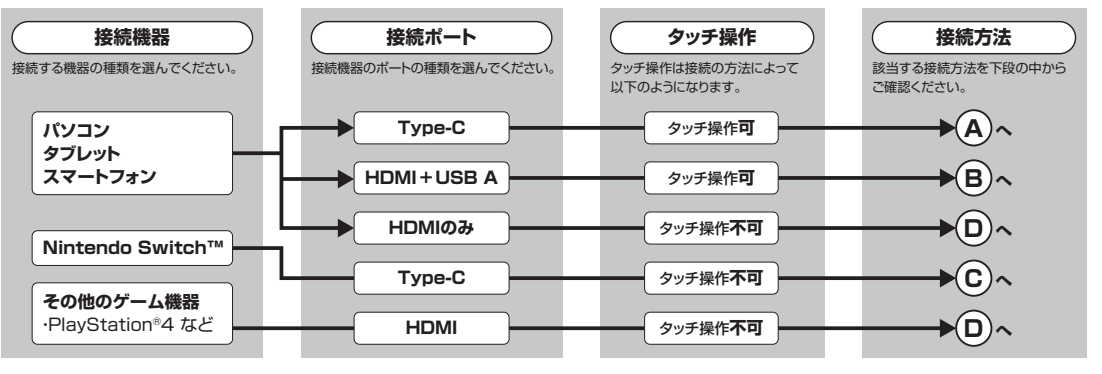 接続機器
接続する機器の種類を選んでください。
パソコン
タブレット
スマートフォン
Nintendo Switch™
その他のゲーム機器
・PlayStation®4 など
接続ポート
接続機器のポートの種類を選んでください。
Type-C
HDMI＋USB A
HDMIのみ
Type-C
HDMI
タッチ操作
タッチ操作は接続の方法によって
以下のようになります。
タッチ操作可
タッチ操作可
タッチ操作不可
タッチ操作不可
タッチ操作不可
接続方法
該当する接続方法を下段の中から
ご確認ください。
Aへ
Bへ
Dへ
Cへ
Dへ